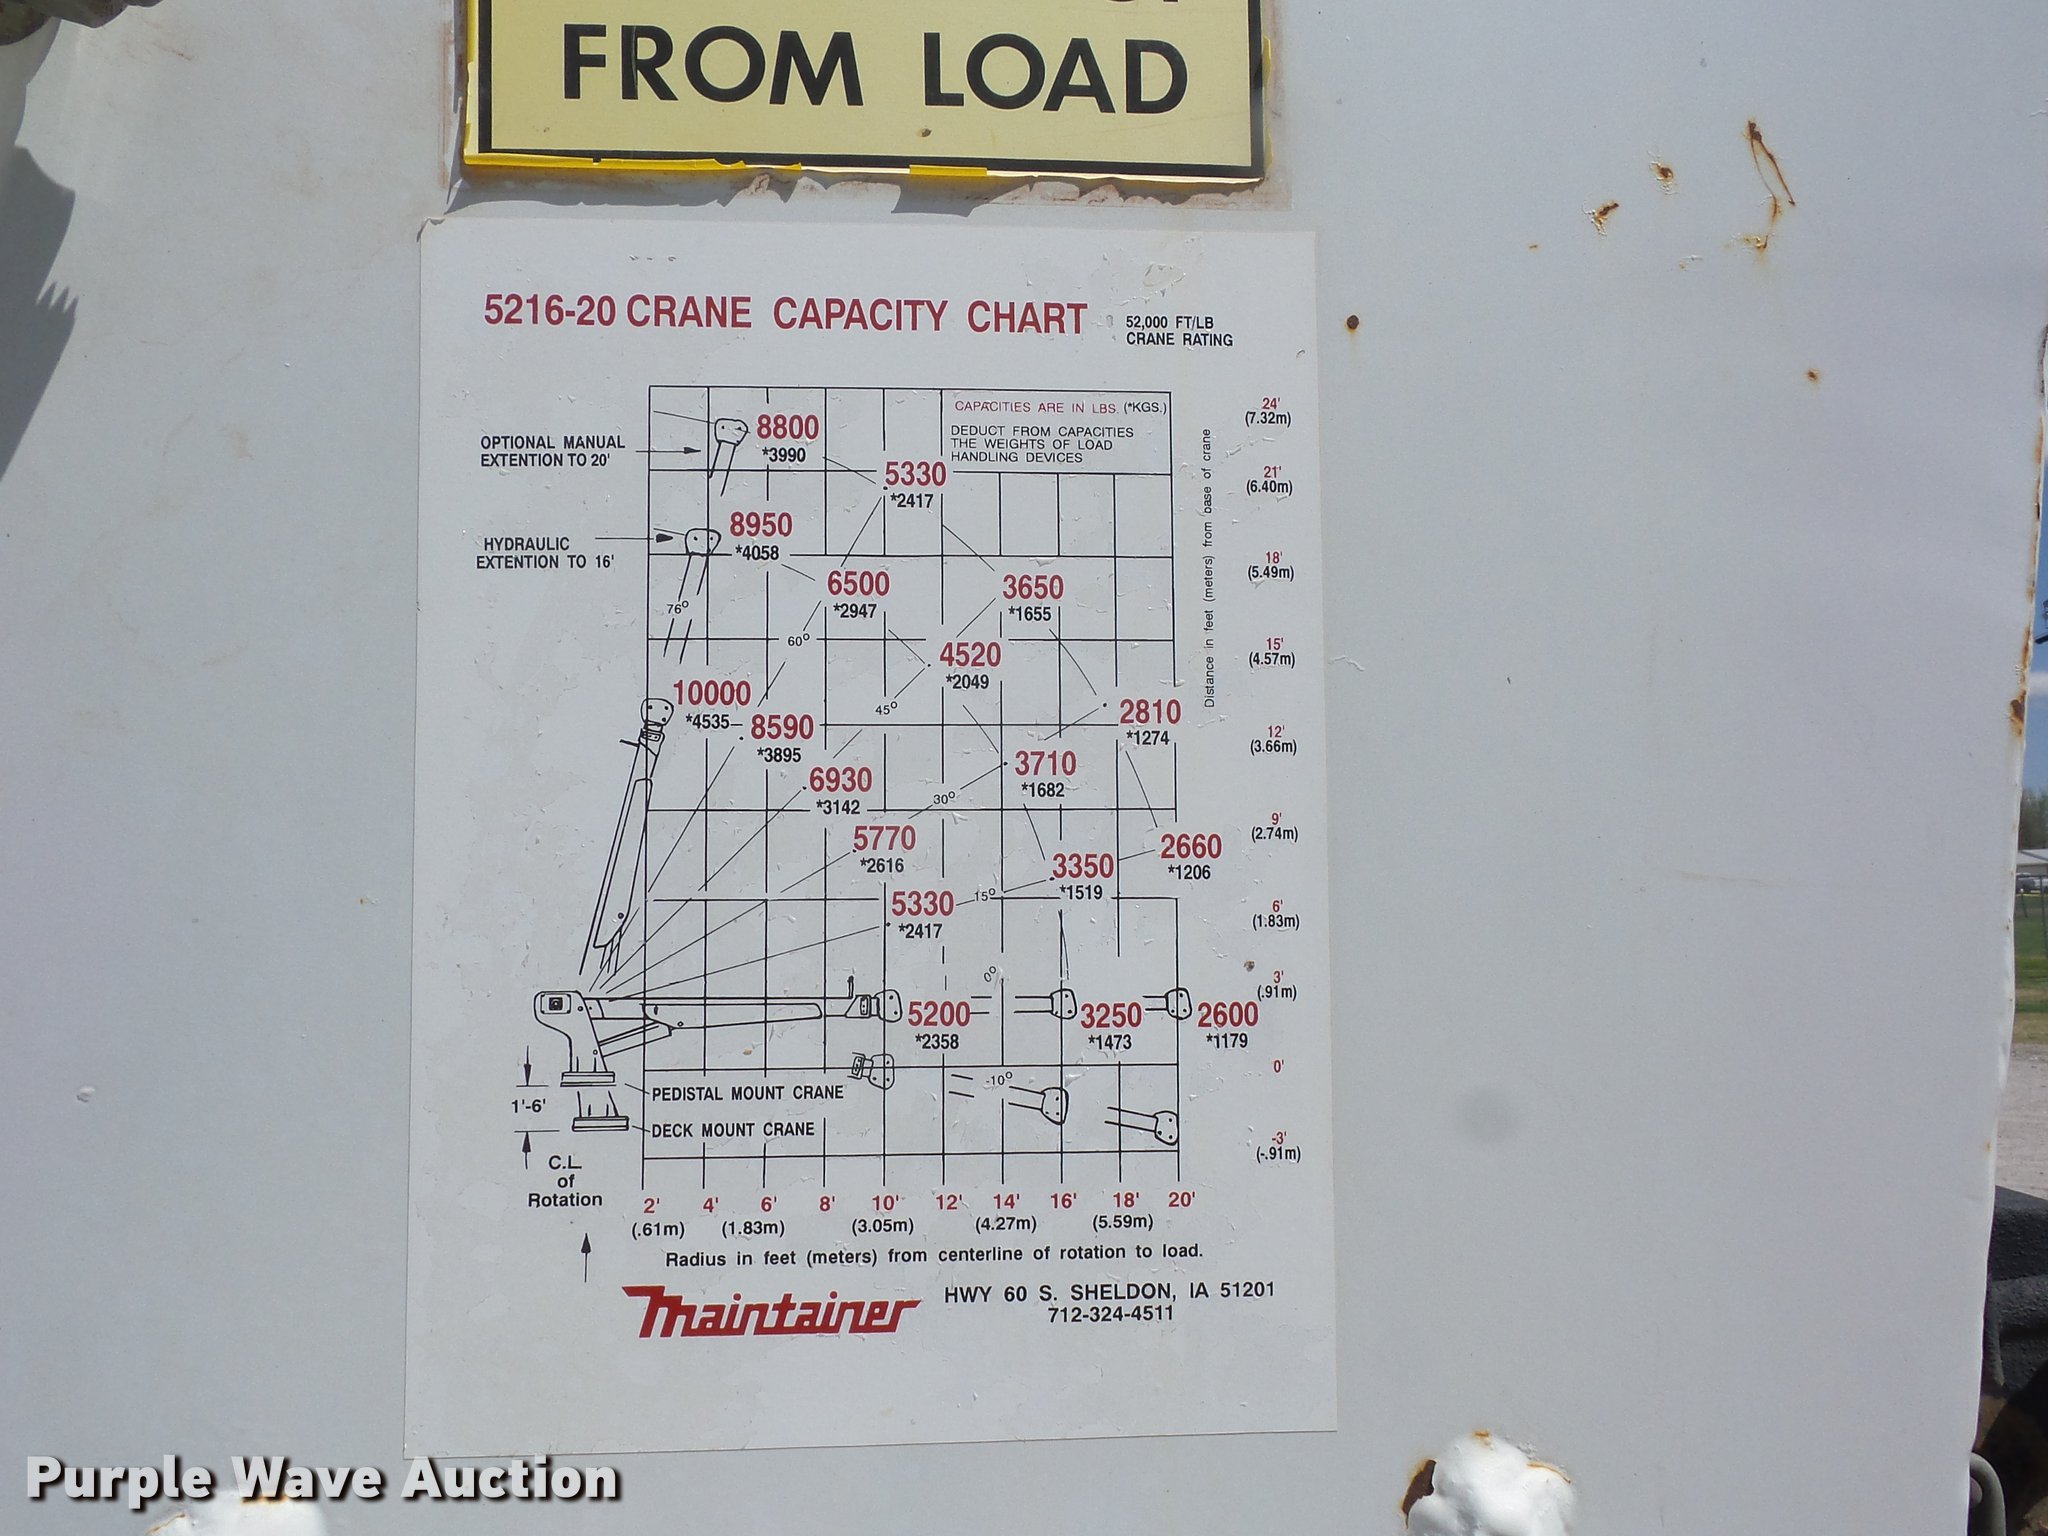 FROM LOAD
5216-20 CRANE CAPACITY CHART
52,000 FT/LB
CRANE RATING
CAPACITIES ARE IN LBS. (*KGS.)
DEDUCT FROM CAPACITIES
THE WEIGHTS OF LOAD
HANDLING DEVICES
OPTIONAL MANUAL
EXTENTION TO 20'
HYDRAULIC
EXTENTION TO 16'
8800
*3990
5330
*2417
8950
*4058
6500
*2947
3650
*1655
76°
60°
4520
*2049
10000
*4535
8590
*3895
45°
2810
*1274
6930
*3142
3710
*1682
30°
5770
*2616
3350
*1519
2660
*1206
5330
*2417
15°
0°
5200
*2358
3250
*1473
2600
*1179
-10°
Distance in feet (meters) from base of crane
24'
(7.32m)
21'
(6.40m)
18'
(5.49m)
15'
(4.57m)
12'
(3.66m)
9'
(2.74m)
6'
(1.83m)
3'
(.91m)
0'
-3'
(-.91m)
PEDISTAL MOUNT CRANE
1'-6'
DECK MOUNT CRANE
C.L.
of
Rotation
2' 4' 6' 8' 10' 12' 14' 16' 18' 20'
(.61m) (1.83m) (3.05m) (4.27m) (5.59m)
Radius in feet (meters) from centerline of rotation to load.
Maintainer
HWY 60 S. SHELDON, IA 51201
712-324-4511
Purple Wave Auction